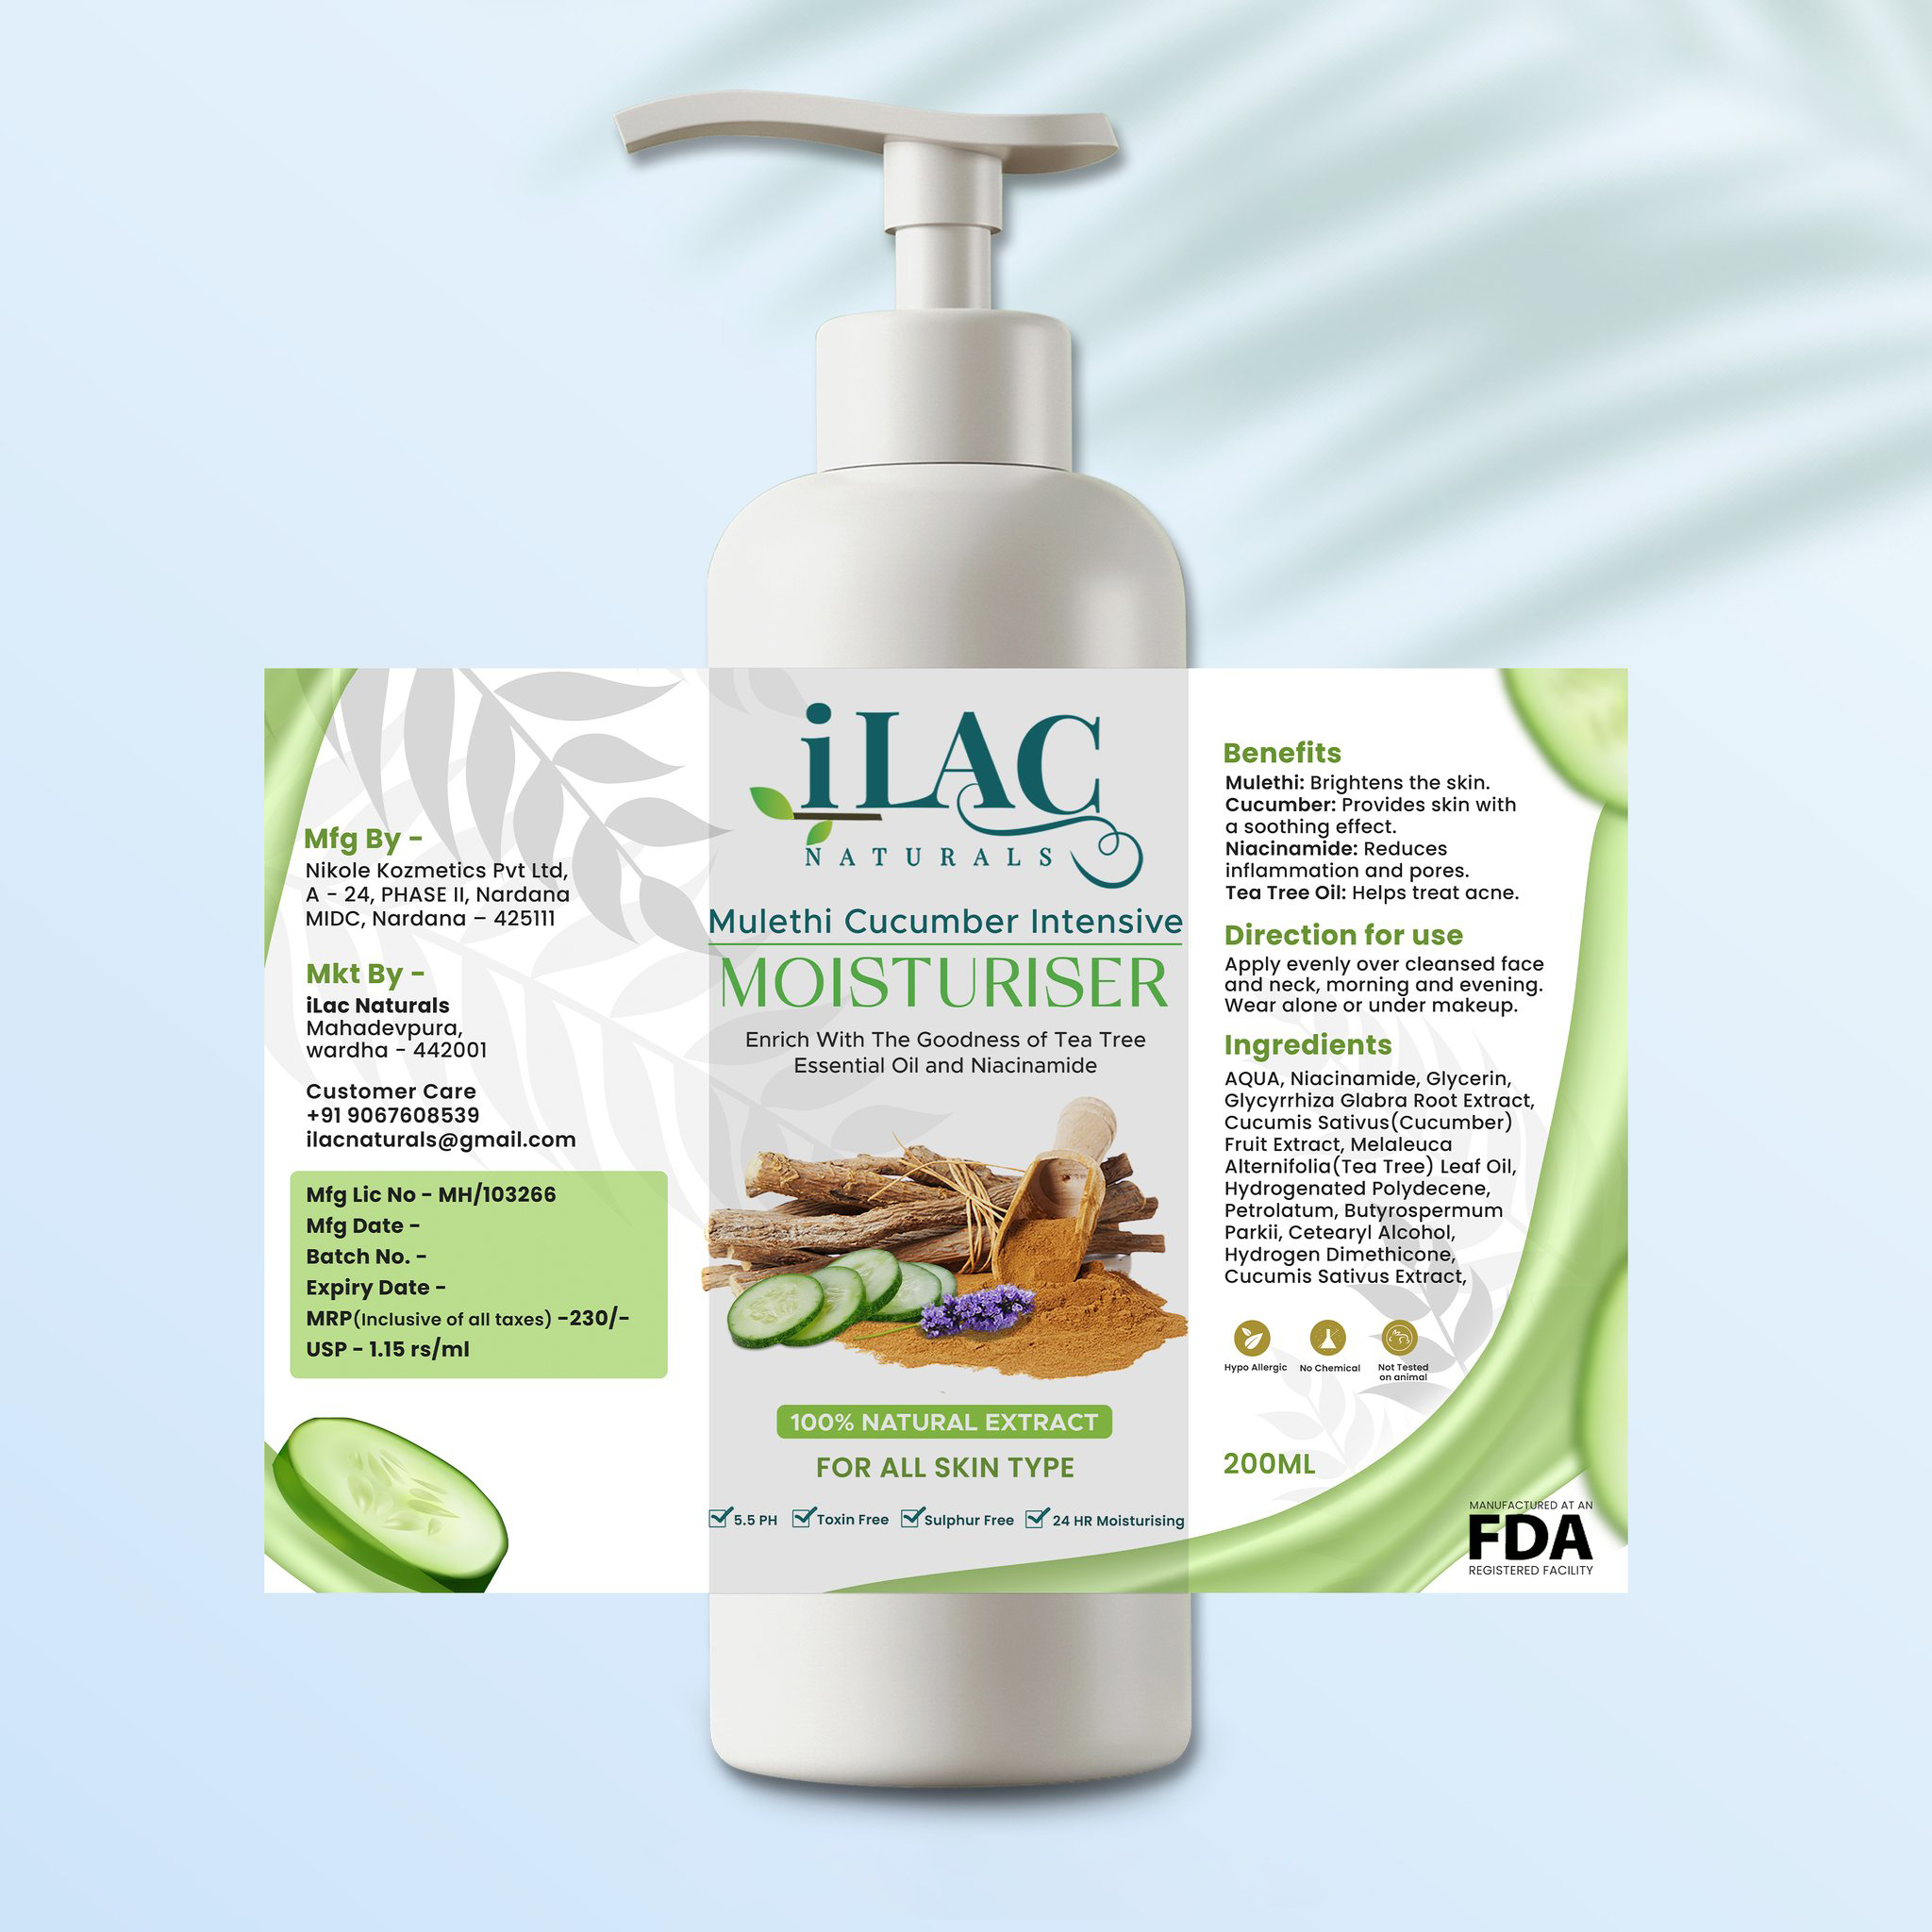 Mfg By -
Nikole Kozmetics Pvt Ltd,
A - 24, PHASE II, Nardana
MIDC, Nardana – 425111
Mkt By -
iLac Naturals
Mahadevpura,
wardha - 442001
Customer Care
+91 9067608539
ilacnaturals@gmail.com
Mfg Lic No - MH/103266
Mfg Date -
Batch No. -
Expiry Date -
MRP(Inclusive of all taxes) -230/-
USP - 1.15 rs/ml
iLAC
NATURALS
Mulethi Cucumber Intensive
MOISTURISER
Enrich With The Goodness of Tea Tree
Essential Oil and Niacinamide
100% NATURAL EXTRACT
FOR ALL SKIN TYPE
5.5 PH Toxin Free Sulphur Free 24 HR Moisturising
Benefits
Mulethi: Brightens the skin.
Cucumber: Provides skin with
a soothing effect.
Niacinamide: Reduces
inflammation and pores.
Tea Tree Oil: Helps treat acne.
Direction for use
Apply evenly over cleansed face
and neck, morning and evening.
Wear alone or under makeup.
Ingredients
AQUA, Niacinamide, Glycerin,
Glycyrrhiza Glabra Root Extract,
Cucumis Sativus(Cucumber)
Fruit Extract, Melaleuca
Alternifolia(Tea Tree) Leaf Oil,
Hydrogenated Polydecene,
Petrolatum, Butyrospermum
Parkii, Cetearyl Alcohol,
Hydrogen Dimethicone,
Cucumis Sativus Extract,
Hypo Allergic No Chemical Not Tested
on animal
200ML
MANUFACTURED AT AN
FDA
REGISTERED FACILITY